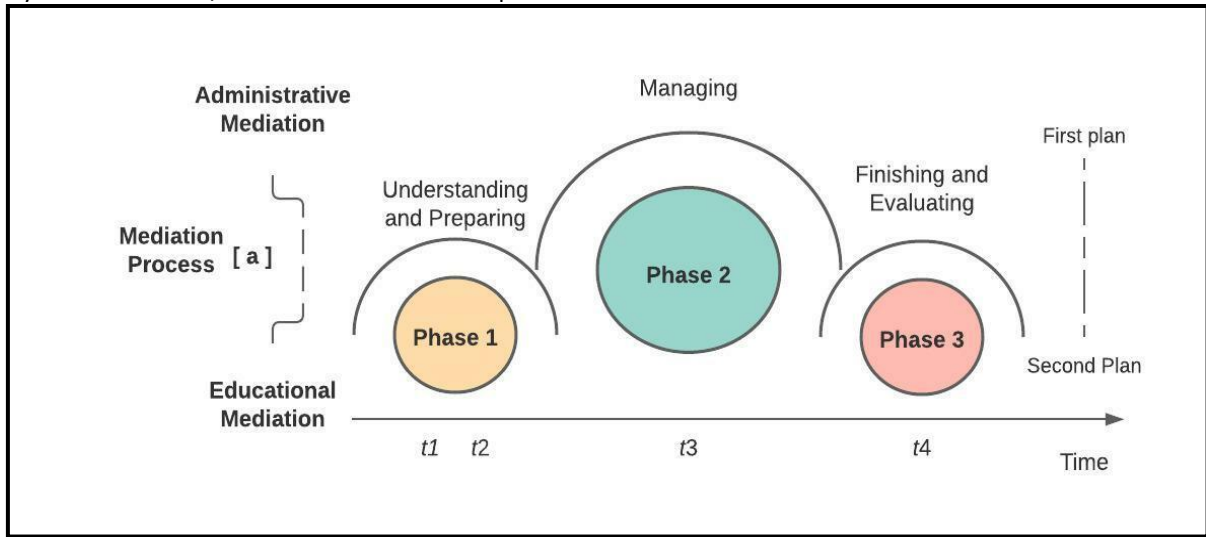 Administrative
Mediation
Mediation
Process
[ a ]
Educational
Mediation
Understanding
and Preparing
Phase 1
Managing
Phase 2
Finishing and
Evaluating
Phase 3
First plan
Second Plan
t1
t2
t3
t4
Time